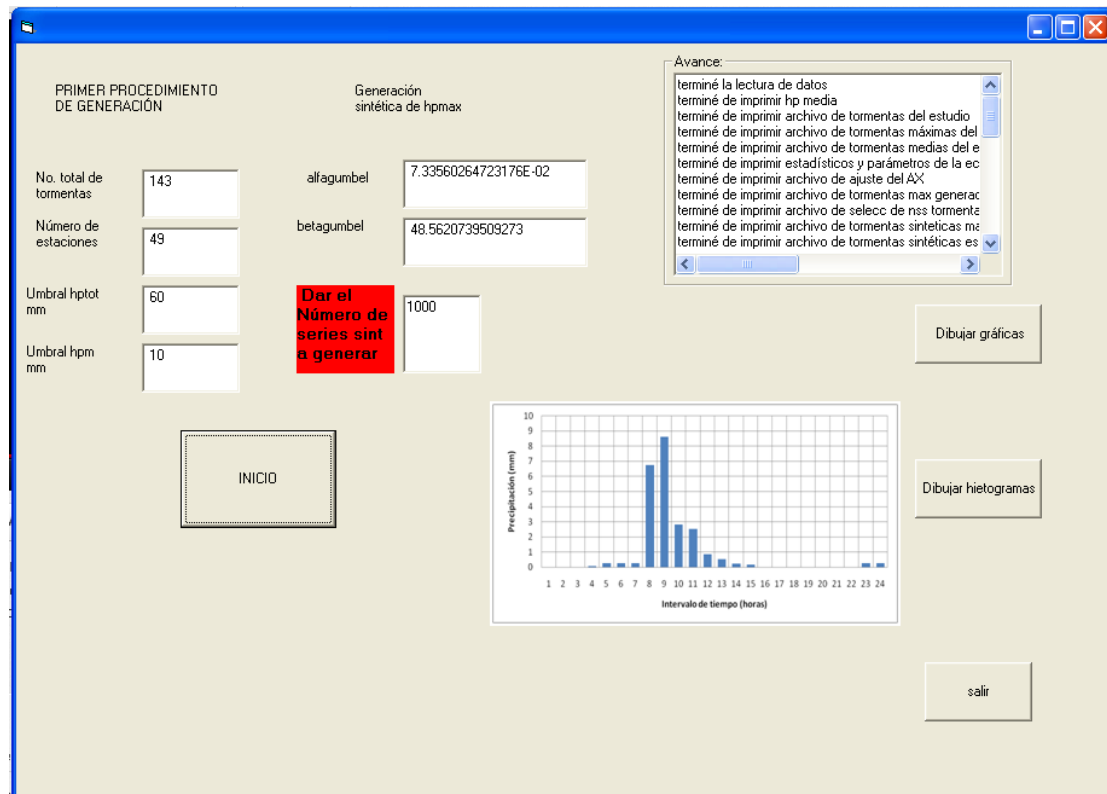 PRIMER PROCEDIMIENTO
DE GENERACIÓN
Generación
sintética de hpmax
Avance:
terminé la lectura de datos
terminé de imprimir hp media
terminé de imprimir archivo de tormentas del estudio
terminé de imprimir archivo de tormentas máximas del
terminé de imprimir archivo de tormentas medias del e
terminé de imprimir estadísticos y parámetros de la ec
terminé de imprimir archivo de ajuste del AX
terminé de imprimir archivo de tormentas max generac
terminé de imprimir archivo de selecc de nss tormenta
terminé de imprimir archivo de tormentas sinteticas ma
terminé de imprimir archivo de tormentas sintéticas es
No. total de
tormentas
143
alfagumbel
7.33560264723176E-02
Número de
estaciones
49
betagumbel
48.5620739509273
Umbral hptot
mm
60
Dar el
Número de
series sint
a generar
1000
Umbral hpm
mm
10
Dibujar gráficas
INICIO
Precipitación (mm)
10
9
8
7
6
5
4
3
2
1
0
1 2 3 4 5 6 7 8 9 10 11 12 13 14 15 16 17 18 19 20 21 22 23 24
Intervalo de tiempo (horas)
Dibujar hietogramas
salir